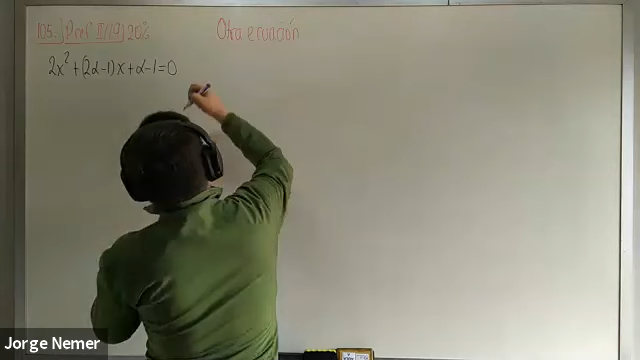 105. Prof II/19 20%
Otra ecuación
2x² + (2α-1)x + α-1 = 0
Jorge Nemer